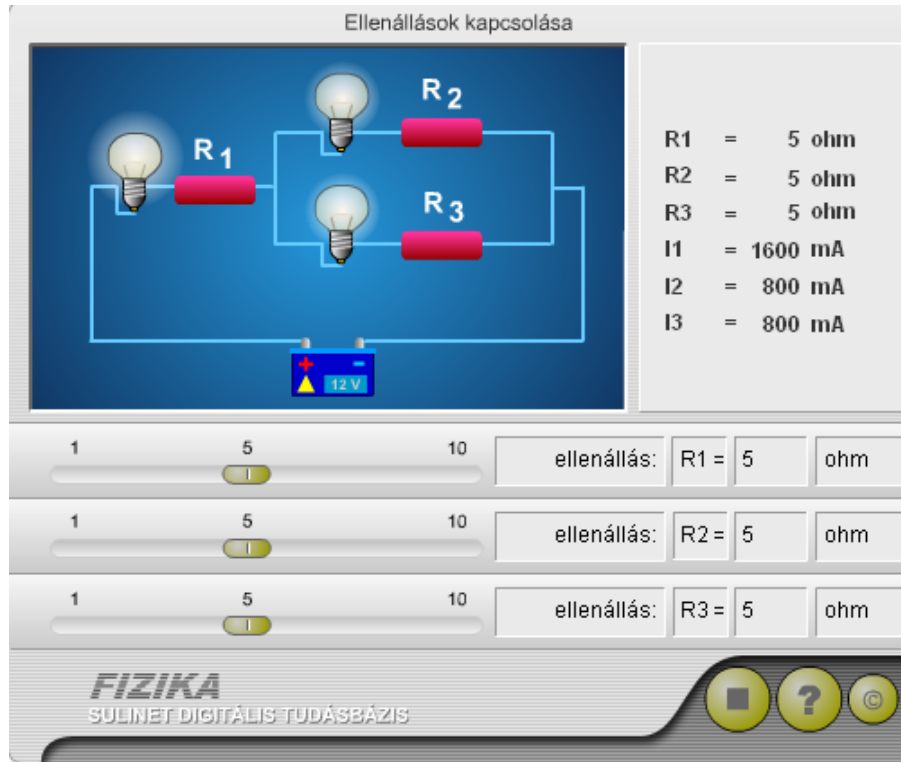 Ellenállások kapcsolása
R1
R2
R3
+ -
12 V
R1 = 5 ohm
R2 = 5 ohm
R3 = 5 ohm
I1 = 1600 mA
I2 = 800 mA
I3 = 800 mA
1 5 10 ellenállás: R1 = 5 ohm
1 5 10 ellenállás: R2 = 5 ohm
1 5 10 ellenállás: R3 = 5 ohm
FIZIKA
SULINET DIGITÁLIS TUDÁSBÁZIS
? ©